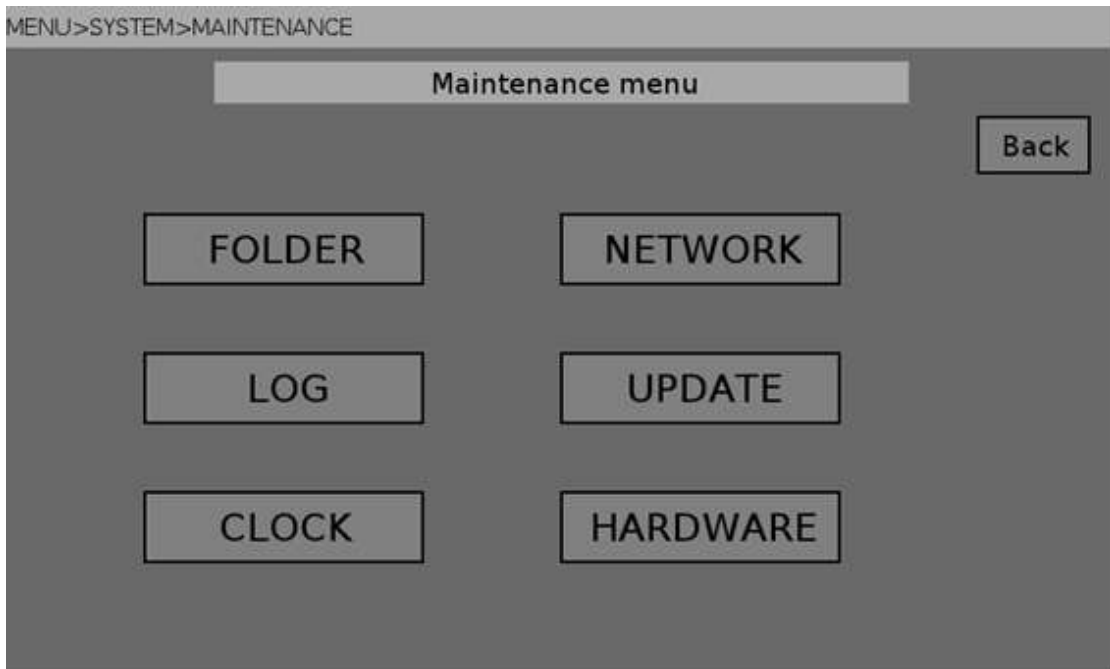 MENU>SYSTEM>MAINTENANCE
Maintenance menu
Back
FOLDER
NETWORK
LOG
UPDATE
CLOCK
HARDWARE